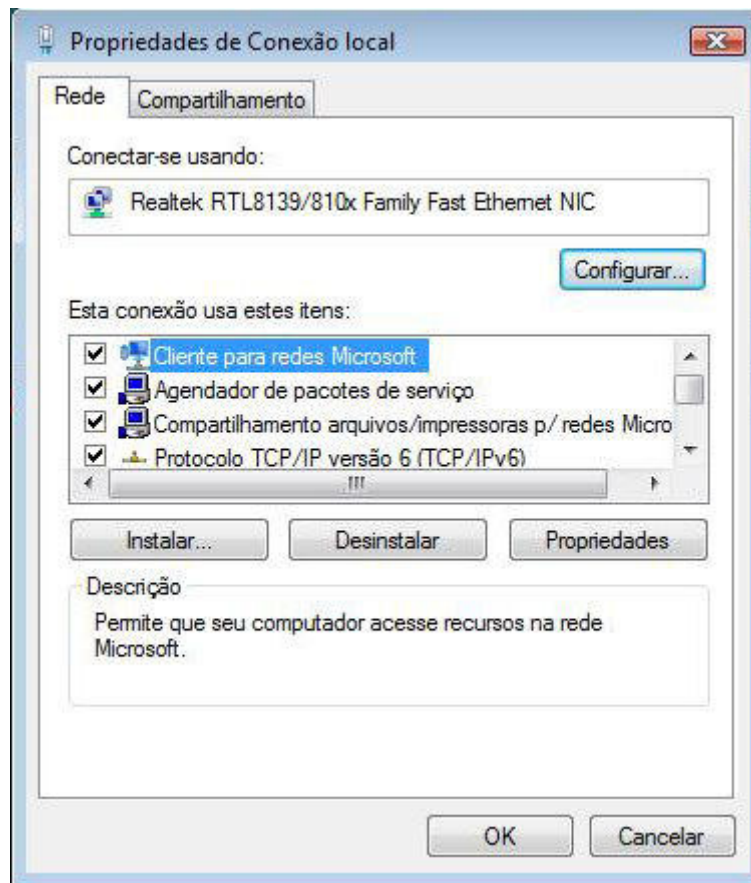 Propriedades de Conexão local
Rede
Compartilhamento
Conectar-se usando:
Realtek RTL8139/810x Family Fast Ethernet NIC
Configurar...
Esta conexão usa estes itens:
Cliente para redes Microsoft
Agendador de pacotes de serviço
Compartilhamento arquivos/impressoras p/ redes Micro
Protocolo TCP/IP versão 6 (TCP/IPv6)
Instalar...
Desinstalar
Propriedades
Descrição
Permite que seu computador acesse recursos na rede
Microsoft.
OK
Cancelar